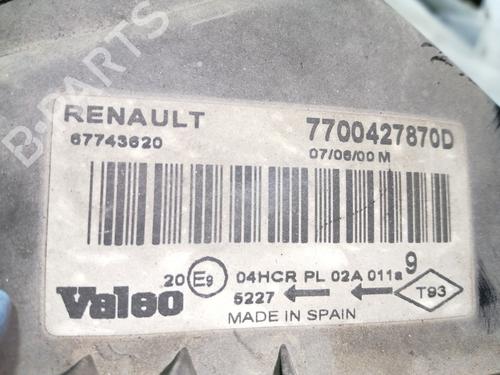 B-PARTS
RENAULT 7700427870D
67743620 07/06/00 M
20 E9 04HCR PL 02A 011a 9
Valeo 5227 T93
MADE IN SPAIN